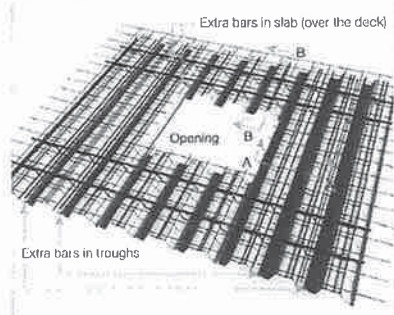 Extra bars in slab (over the deck)
B
B
Opening
A
Extra bars in troughs